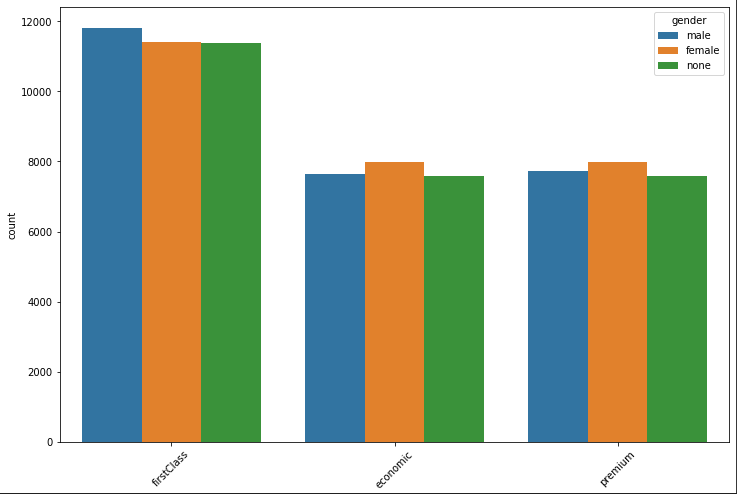 gender
male
female
none
12000
10000
8000
6000
4000
2000
0
count
firstClass
economic
premium